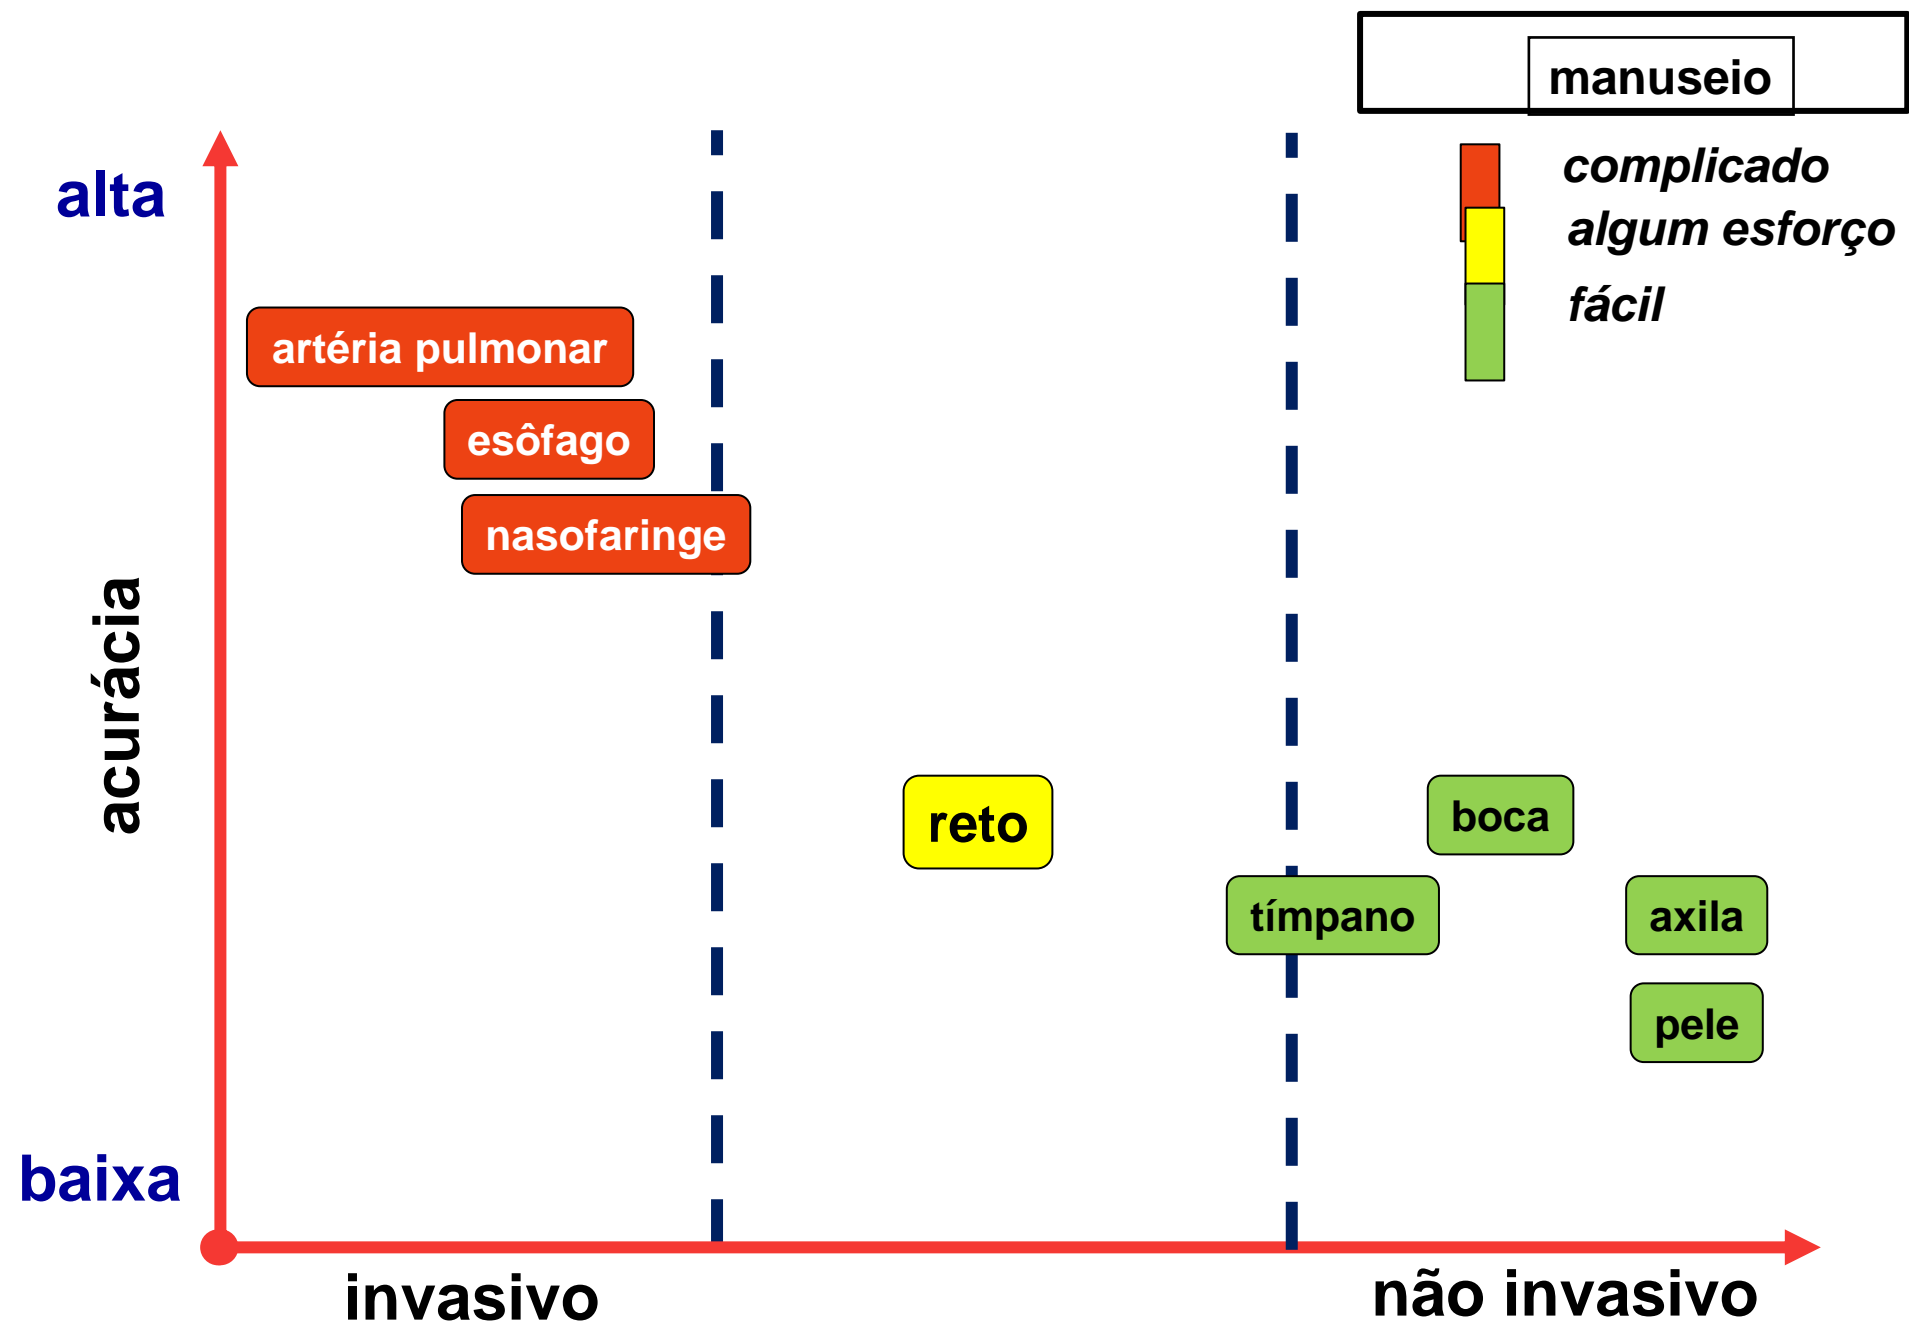 manuseio
complicado
algum esforço
fácil
alta
artéria pulmonar
esôfago
nasofaringe
acurácia
reto
boca
tímpano
axila
pele
baixa
invasivo
não invasivo